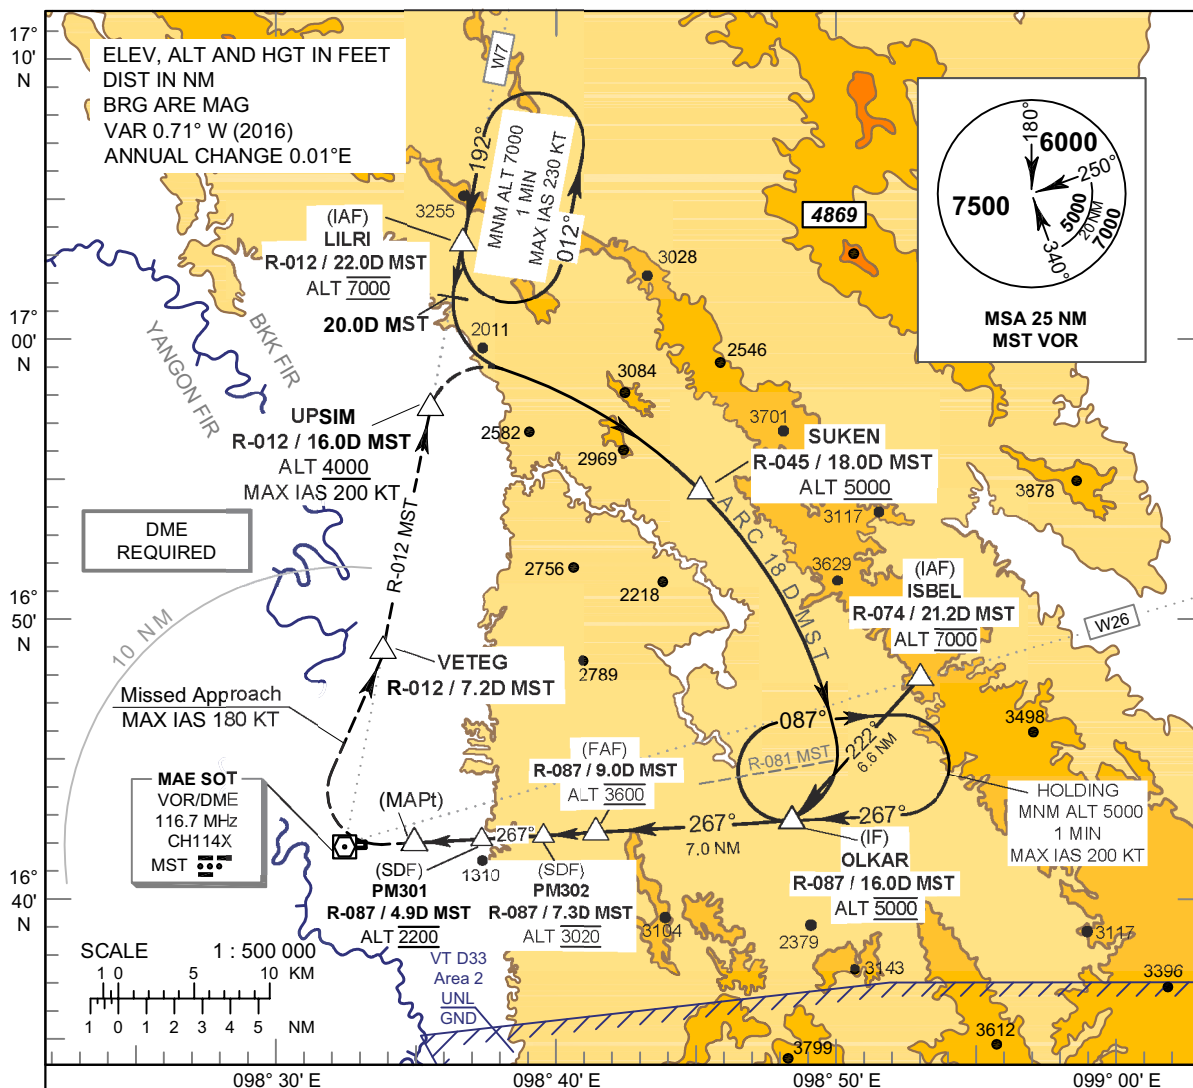 17°
10'
N
ELEV, ALT AND HGT IN FEET
DIST IN NM
BRG ARE MAG
VAR 0.71° W (2016)
ANNUAL CHANGE 0.01°E
W7
192°
MNM ALT 7000
1 MIN
MAX IAS 230 KT
012°
3255
(IAF)
LILRI
R-012 / 22.0D MST
ALT 7000
20.0D MST
180°
6000
250°
7500
5000
20 NM
7000
340°
MSA 25 NM
MST VOR
4869
3028
17°
00'
N
YANGON FIR
BKK FIR
2011
2546
3084
3701
UPSIM
R-012 / 16.0D MST
ALT 4000
MAX IAS 200 KT
2582
2969
SUKEN
R-045 / 18.0D MST
ALT 5000
3878
3117
DME
REQUIRED
R-012 MST
ARC 18 D MST
2756
2218
3629
(IAF)
ISBEL
R-074 / 21.2D MST
ALT 7000
W26
16°
50'
N
10 NM
VETEG
R-012 / 7.2D MST
2789
Missed Approach
MAX IAS 180 KT
3498
087°
222°
6.6 NM
R-081 MST
(FAF)
R-087 / 9.0D MST
ALT 3600
MAE SOT
VOR/DME
116.7 MHz
CH114X
MST
(MAPt)
267°
267°
7.0 NM
267°
HOLDING
MNM ALT 5000
1 MIN
MAX IAS 200 KT
(IF)
OLKAR
R-087 / 16.0D MST
ALT 5000
1310
(SDF)
PM301
R-087 / 4.9D MST
ALT 2200
(SDF)
PM302
R-087 / 7.3D MST
ALT 3020
16°
40'
N
3104
2379
3143
3117
3396
SCALE
1 : 500 000
1 0 5 10 KM
1 0 1 2 3 4 5 NM
VT D33
Area 2
UNL
GND
3799
3612
098° 30'
098° 40'
098° 50'
099° 00' E